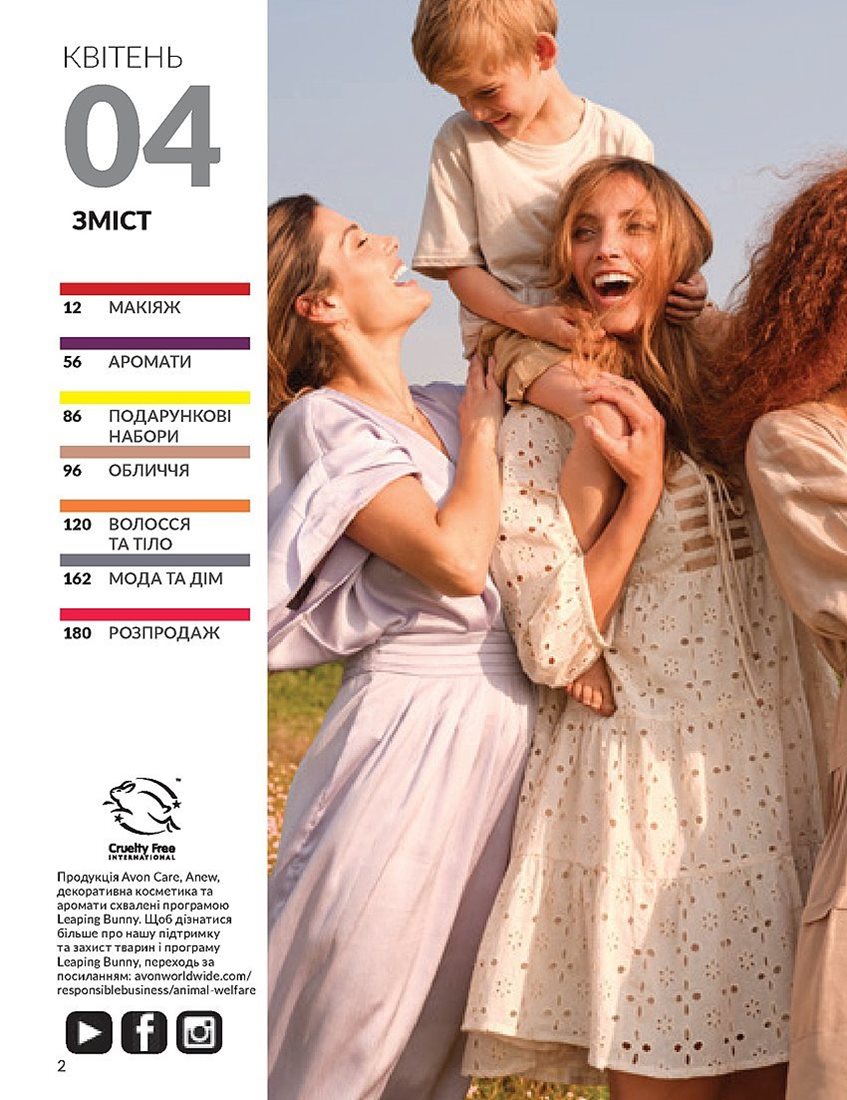 КВІТЕНЬ
04
ЗМІСТ
12 МАКІЯЖ
56 АРОМАТИ
86 ПОДАРУНКОВІ
НАБОРИ
96 ОБЛИЧЧЯ
120 ВОЛОССЯ
ТА ТІЛО
162 МОДА ТА ДІМ
180 РОЗПРОДАЖ
™
Cruelty Free
INTERNATIONAL
Продукція Avon Care, Anew,
декоративна косметика та
аромати схвалені програмою
Leaping Bunny. Щоб дізнатися
більше про нашу підтримку
та захист тварин і програму
Leaping Bunny, переходь за
посиланням: avonworldwide.com/
responsiblebusiness/animal-welfare
2